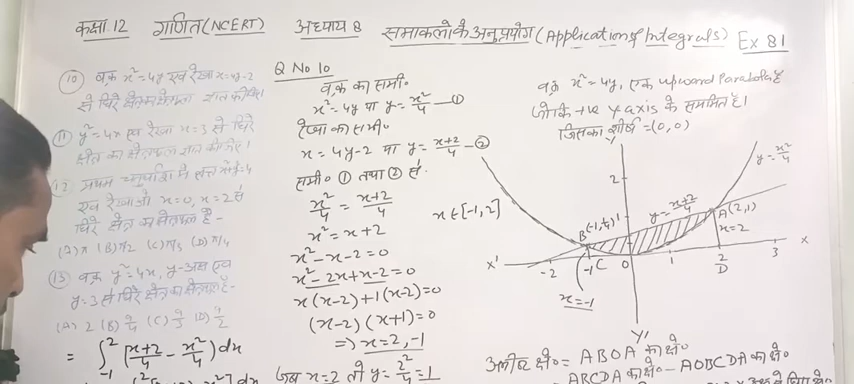 कक्षा 12 गणित (NCERT) अध्याय 8 समाकलो के अनुप्रयोग (Application of Integrals) Ex 8.1
(10) वक्र x²=4y एवं रेखा x=4y-2
से घिरे क्षेत्र का क्षेत्रफल ज्ञात कीजिए।
(11) y²=4x एवं रेखा x=3 से घिरे
क्षेत्र का क्षेत्रफल ज्ञात कीजिए।
12 प्रथम चतुर्थांश में वृत्त x²+y²=4
एवं रेखाओं x=0, x=2 से
घिरे क्षेत्र का क्षेत्रफल है-
(A) π (B) π/2 (C) π/3 (D) π/4
(13) वक्र y²=4x, y-अक्ष एवं
y=3 से घिरे क्षेत्र का क्षेत्रफल है-
(A) 2 (B) 9/4 (C) 9/3 (D) 9/2
= ∫₋₁² [x+2/4 - x²/4] dx
Q No 10
वक्र का समी०
x²=4y या y=x²/4 —①
रेखा का समी०
x=4y-2 या y=x+2/4 —②
समी० ① तथा ② से
x²/4 = x+2/4
x²=x+2
x²-x-2=0
x²-2x+x-2=0
x(x-2)+1(x-2)=0
(x-2)(x+1)=0
⇒ x=2,-1
जब x=2 तो y=2²/4=1
x∈[-1,2]
वक्र x²=4y, एक upward Parabola है
जोकि +ve y axis के सममित है।
जिसका शीर्ष=(0,0)
Y
y=x²/4
2
1
y=x+2/4
A(2,1)
x=2
B(-1,1/4)
X' -2 -1 C 0 1 2 3 X
D
x=-1
Y'
अभीष्ट क्षे०= ABOA का क्षे०
= ABCDA का क्षे० - AOBCDA का क्षे०